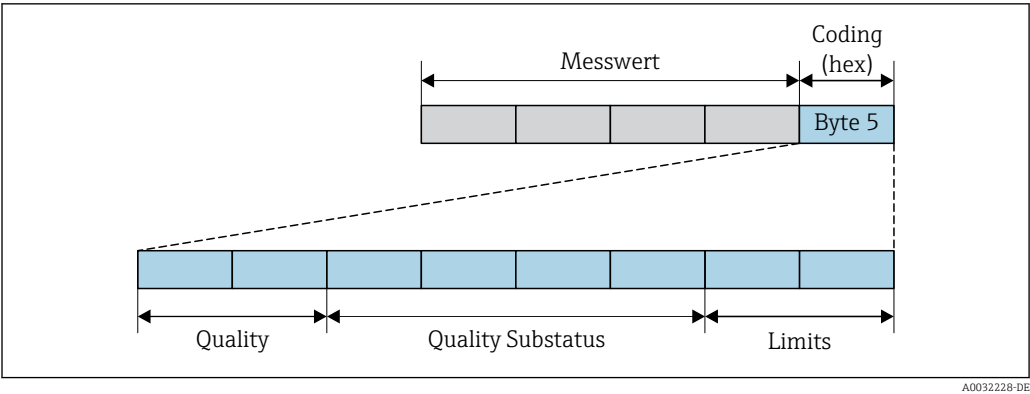 Coding
(hex)
Messwert
Byte 5
Quality
Quality Substatus
Limits
A0032228-DE